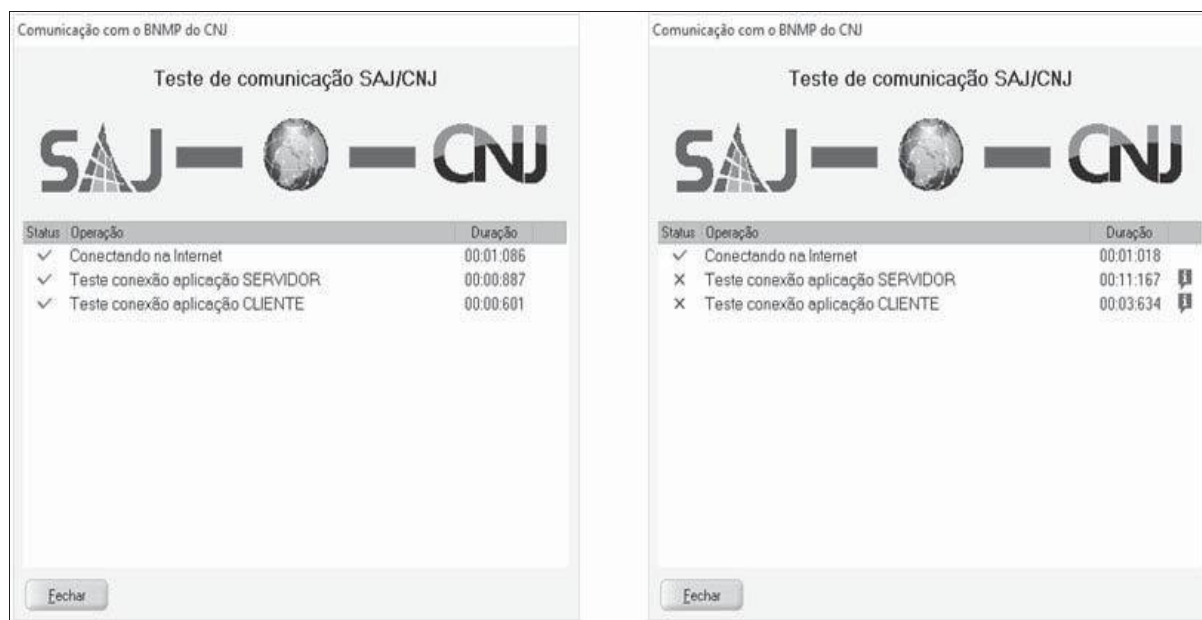 Comunicação com o BNMP do CNJ
Teste de comunicação SAJ/CNJ
SAJ CNJ
Status Operação Duração
Conectando na Internet 00:01:086
Teste conexão aplicação SERVIDOR 00:00:887
Teste conexão aplicação CLIENTE 00:00:601
Fechar
Comunicação com o BNMP do CNJ
Teste de comunicação SAJ/CNJ
SAJ CNJ
Status Operação Duração
Conectando na Internet 00:01:018
Teste conexão aplicação SERVIDOR 00:11:167
Teste conexão aplicação CLIENTE 00:03:634
Fechar